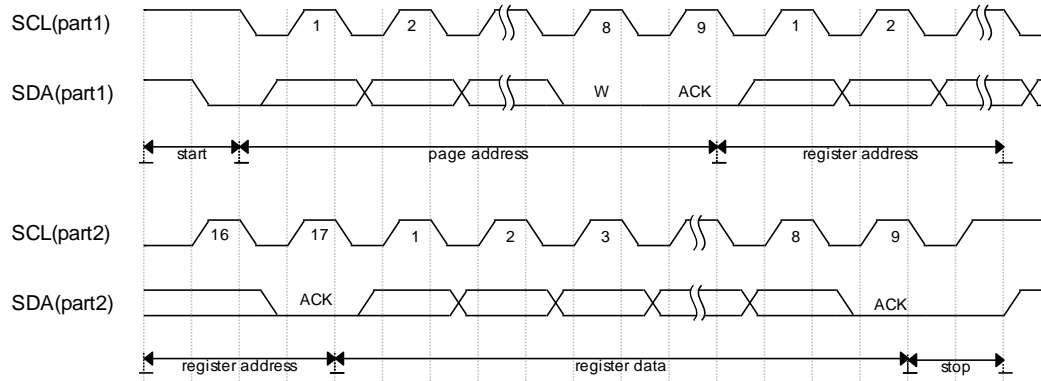 SCL(part1) 1 2 8 9 1 2
SDA(part1) W ACK
start page address register address
SCL(part2) 16 17 1 2 3 8 9
SDA(part2) ACK ACK
register address register data stop